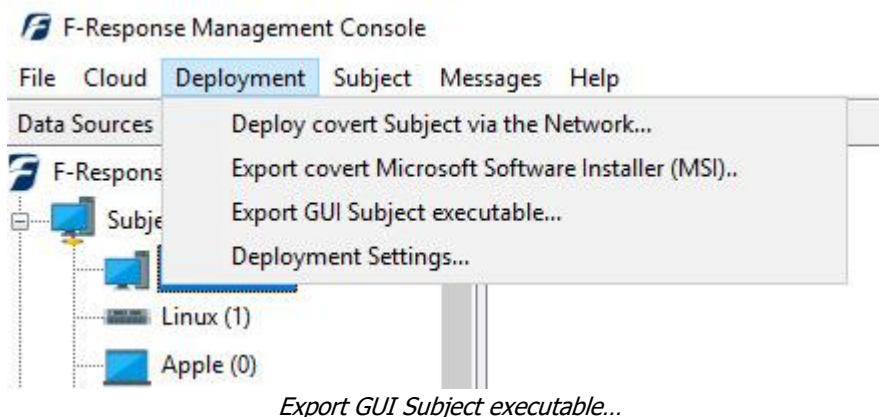 F-Response Management Console
File Cloud Deployment Subject Messages Help
Data Sources
Deploy covert Subject via the Network...
F-Respons
Export covert Microsoft Software Installer (MSI)..
Subje
Export GUI Subject executable...
Deployment Settings...
Linux (1)
Apple (0)
Export GUI Subject executable…